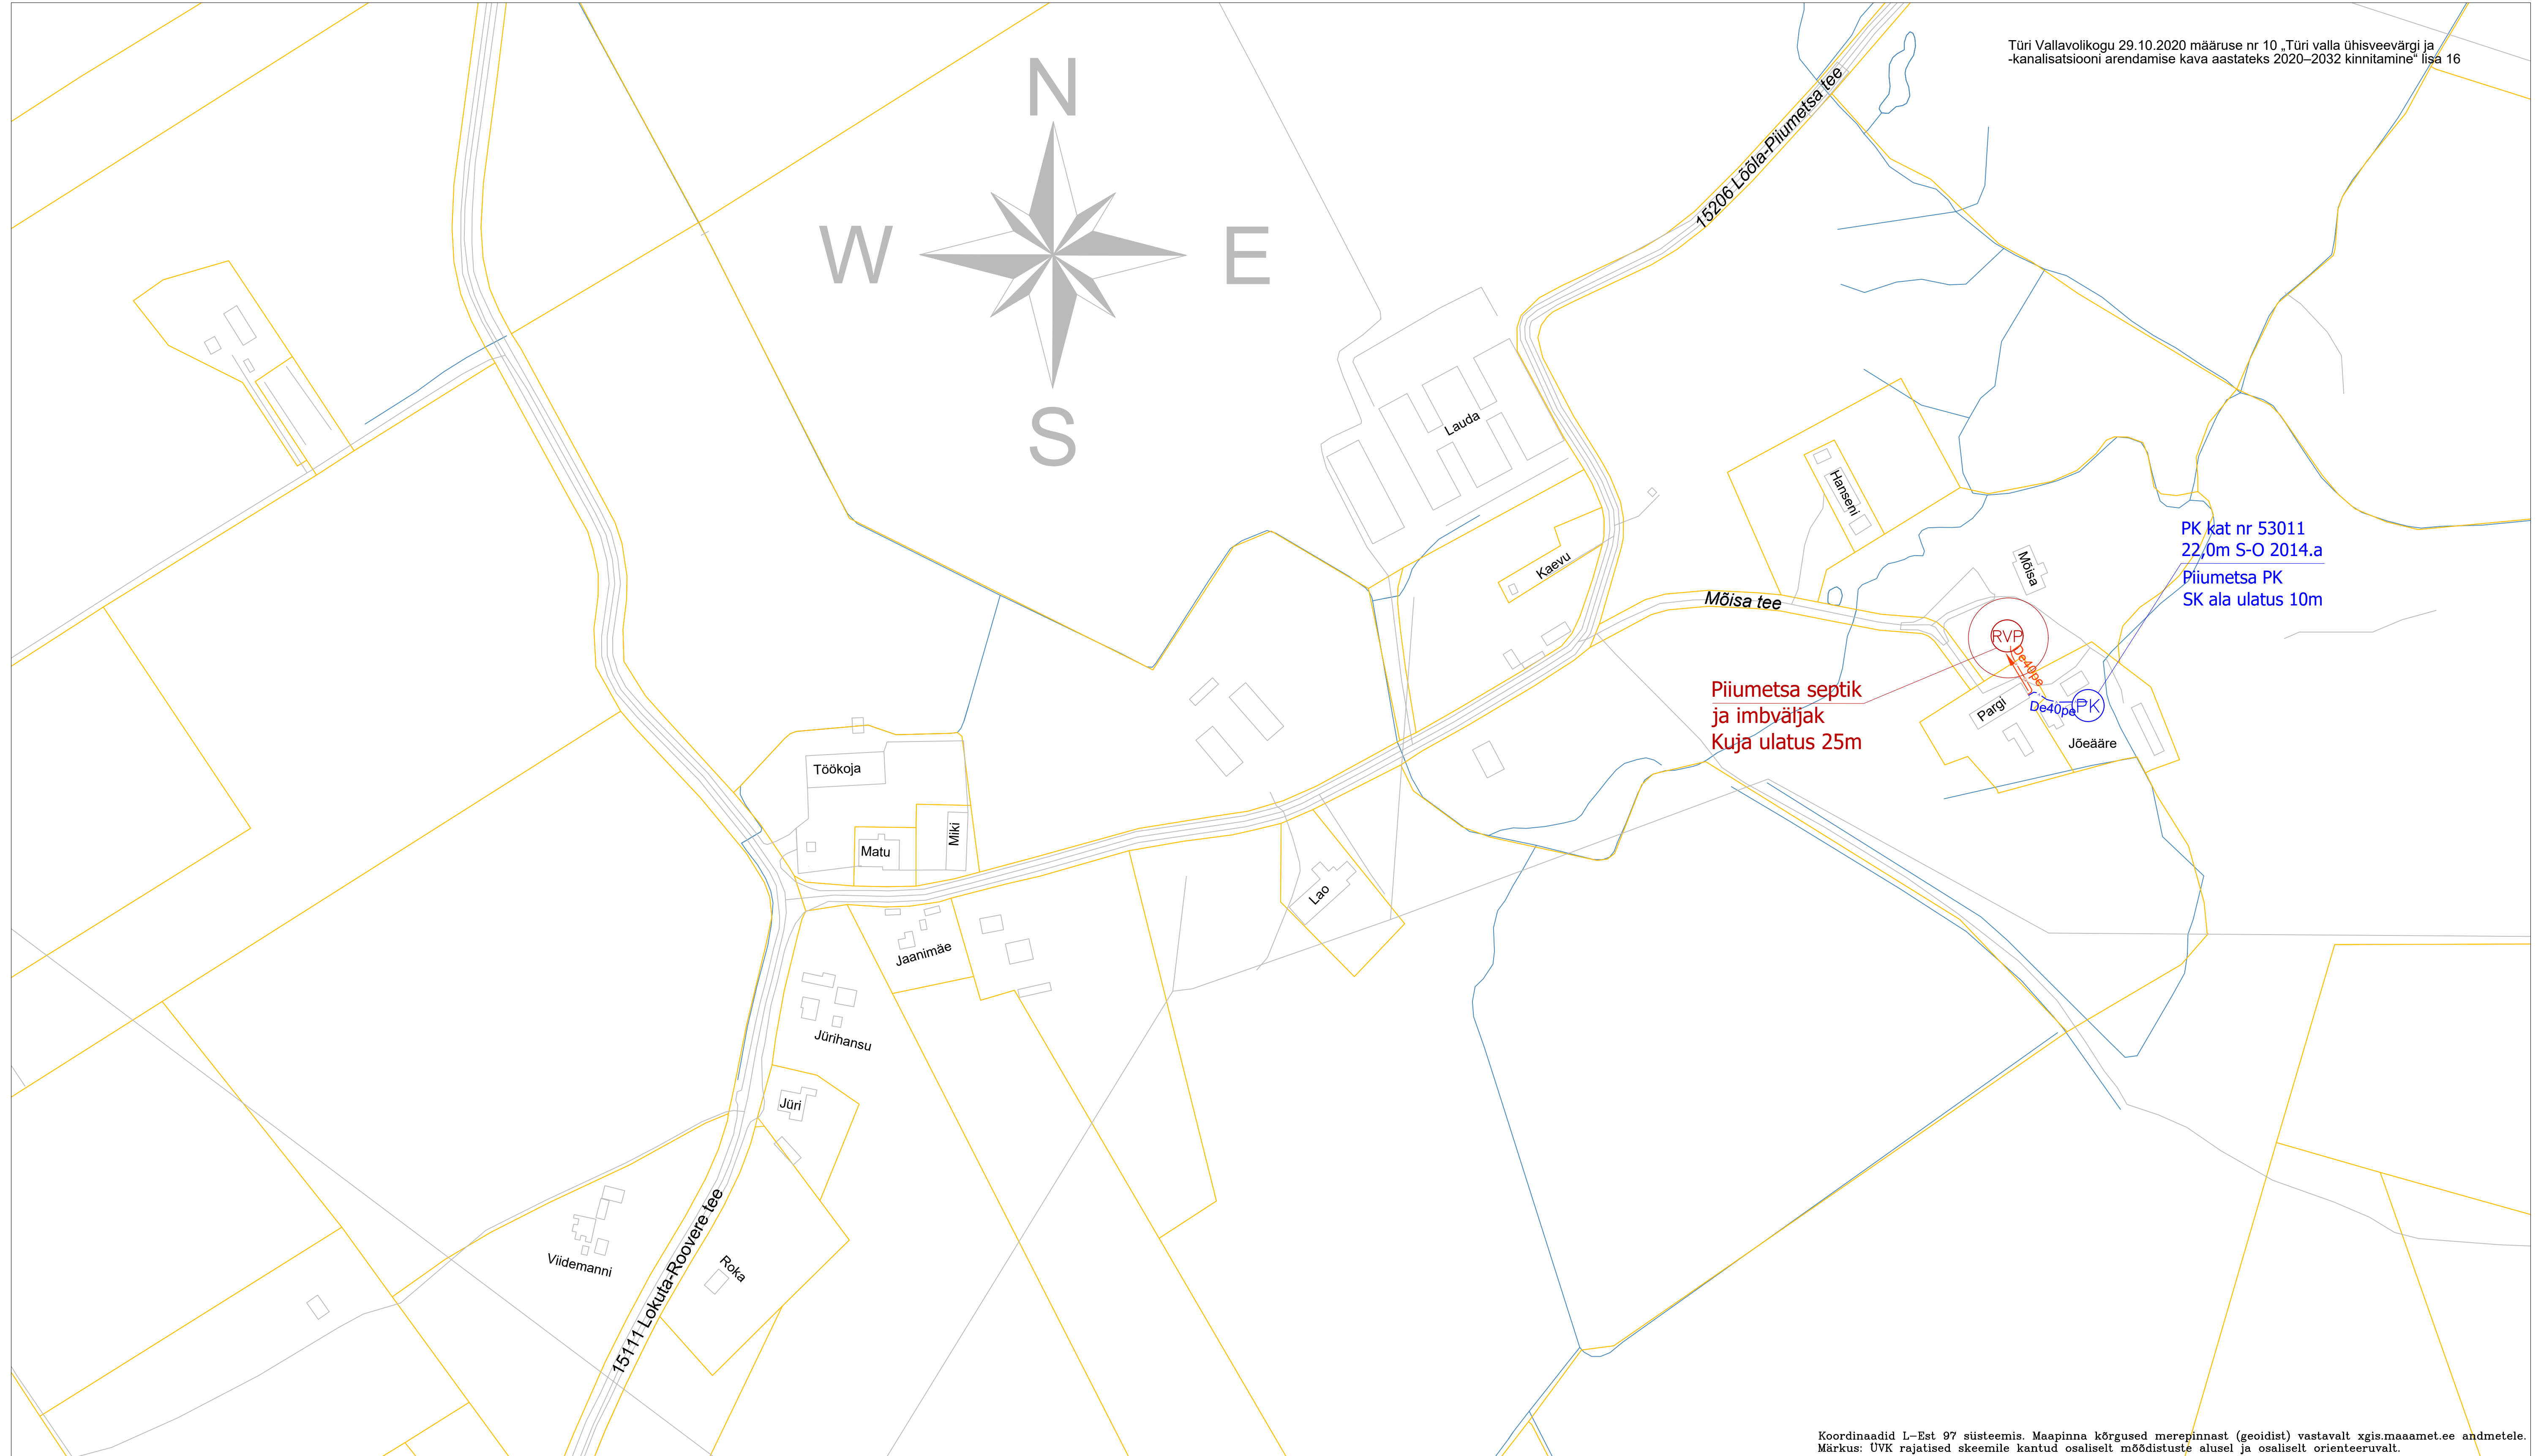 Türi Vallavolikogu 29.10.2020 määruse nr 10 „Türi valla ühisveevärgi ja
-kanalisatsiooni arendamise kava aastateks 2020–2032 kinnitamine“ lisa 16
N
W
E
S
15206 Lõõla-Piiumetsa tee
Lauda
Hanseni
Kaevu
Mõisa
Mõisa tee
PK kat nr 53011
22,0m S-O 2014.a
Piiumetsa PK
SK ala ulatus 10m
RVP
De40pe
Piiumetsa septik
ja imbväljak
Kuja ulatus 25m
Pargi
De40pe
PK
Jõeääre
Töökoja
Matu
Miki
Lao
Jaanimäe
Jürihansu
Jüri
Viidemanni
Roka
15111 Lokuta-Roovere tee
Koordinaadid L-Est 97 süsteemis. Maapinna kõrgused merepinnast (geoidist) vastavalt xgis.maaamet.ee andmetele.
Märkus: ÜVK rajatised skeemile kantud osaliselt mõõdistuste alusel ja osaliselt orienteeruvalt.